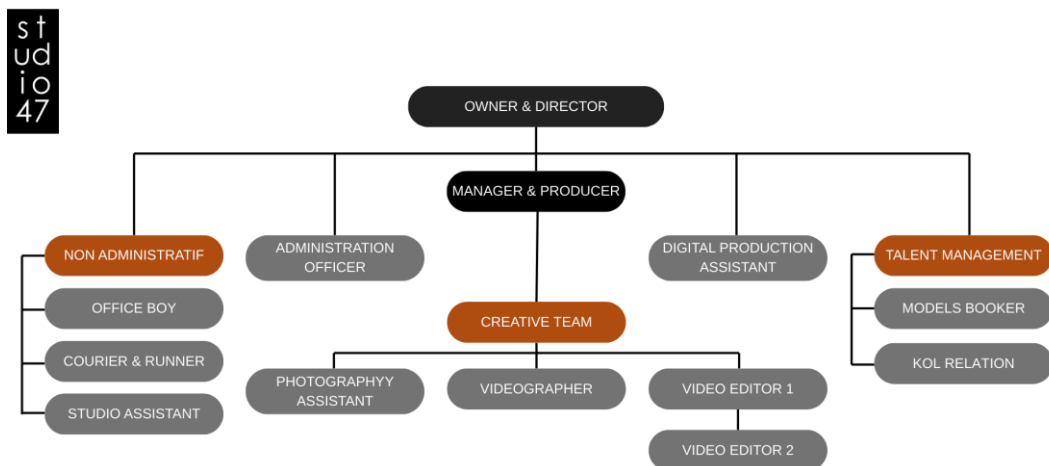 st
ud
io
47
OWNER & DIRECTOR
MANAGER & PRODUCER
NON ADMINISTRATIF
ADMINISTRATION
OFFICER
DIGITAL PRODUCTION
ASSISTANT
TALENT MANAGEMENT
OFFICE BOY
CREATIVE TEAM
MODELS BOOKER
COURIER & RUNNER
KOL RELATION
STUDIO ASSISTANT
PHOTOGRAPHYY
ASSISTANT
VIDEOGRAPHER
VIDEO EDITOR 1
VIDEO EDITOR 2